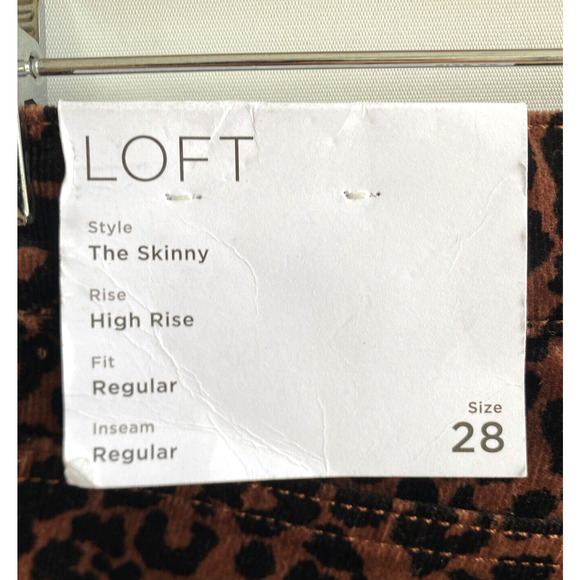 LOFT
Style
The Skinny
Rise
High Rise
Fit
Regular
Inseam
Regular
Size
28